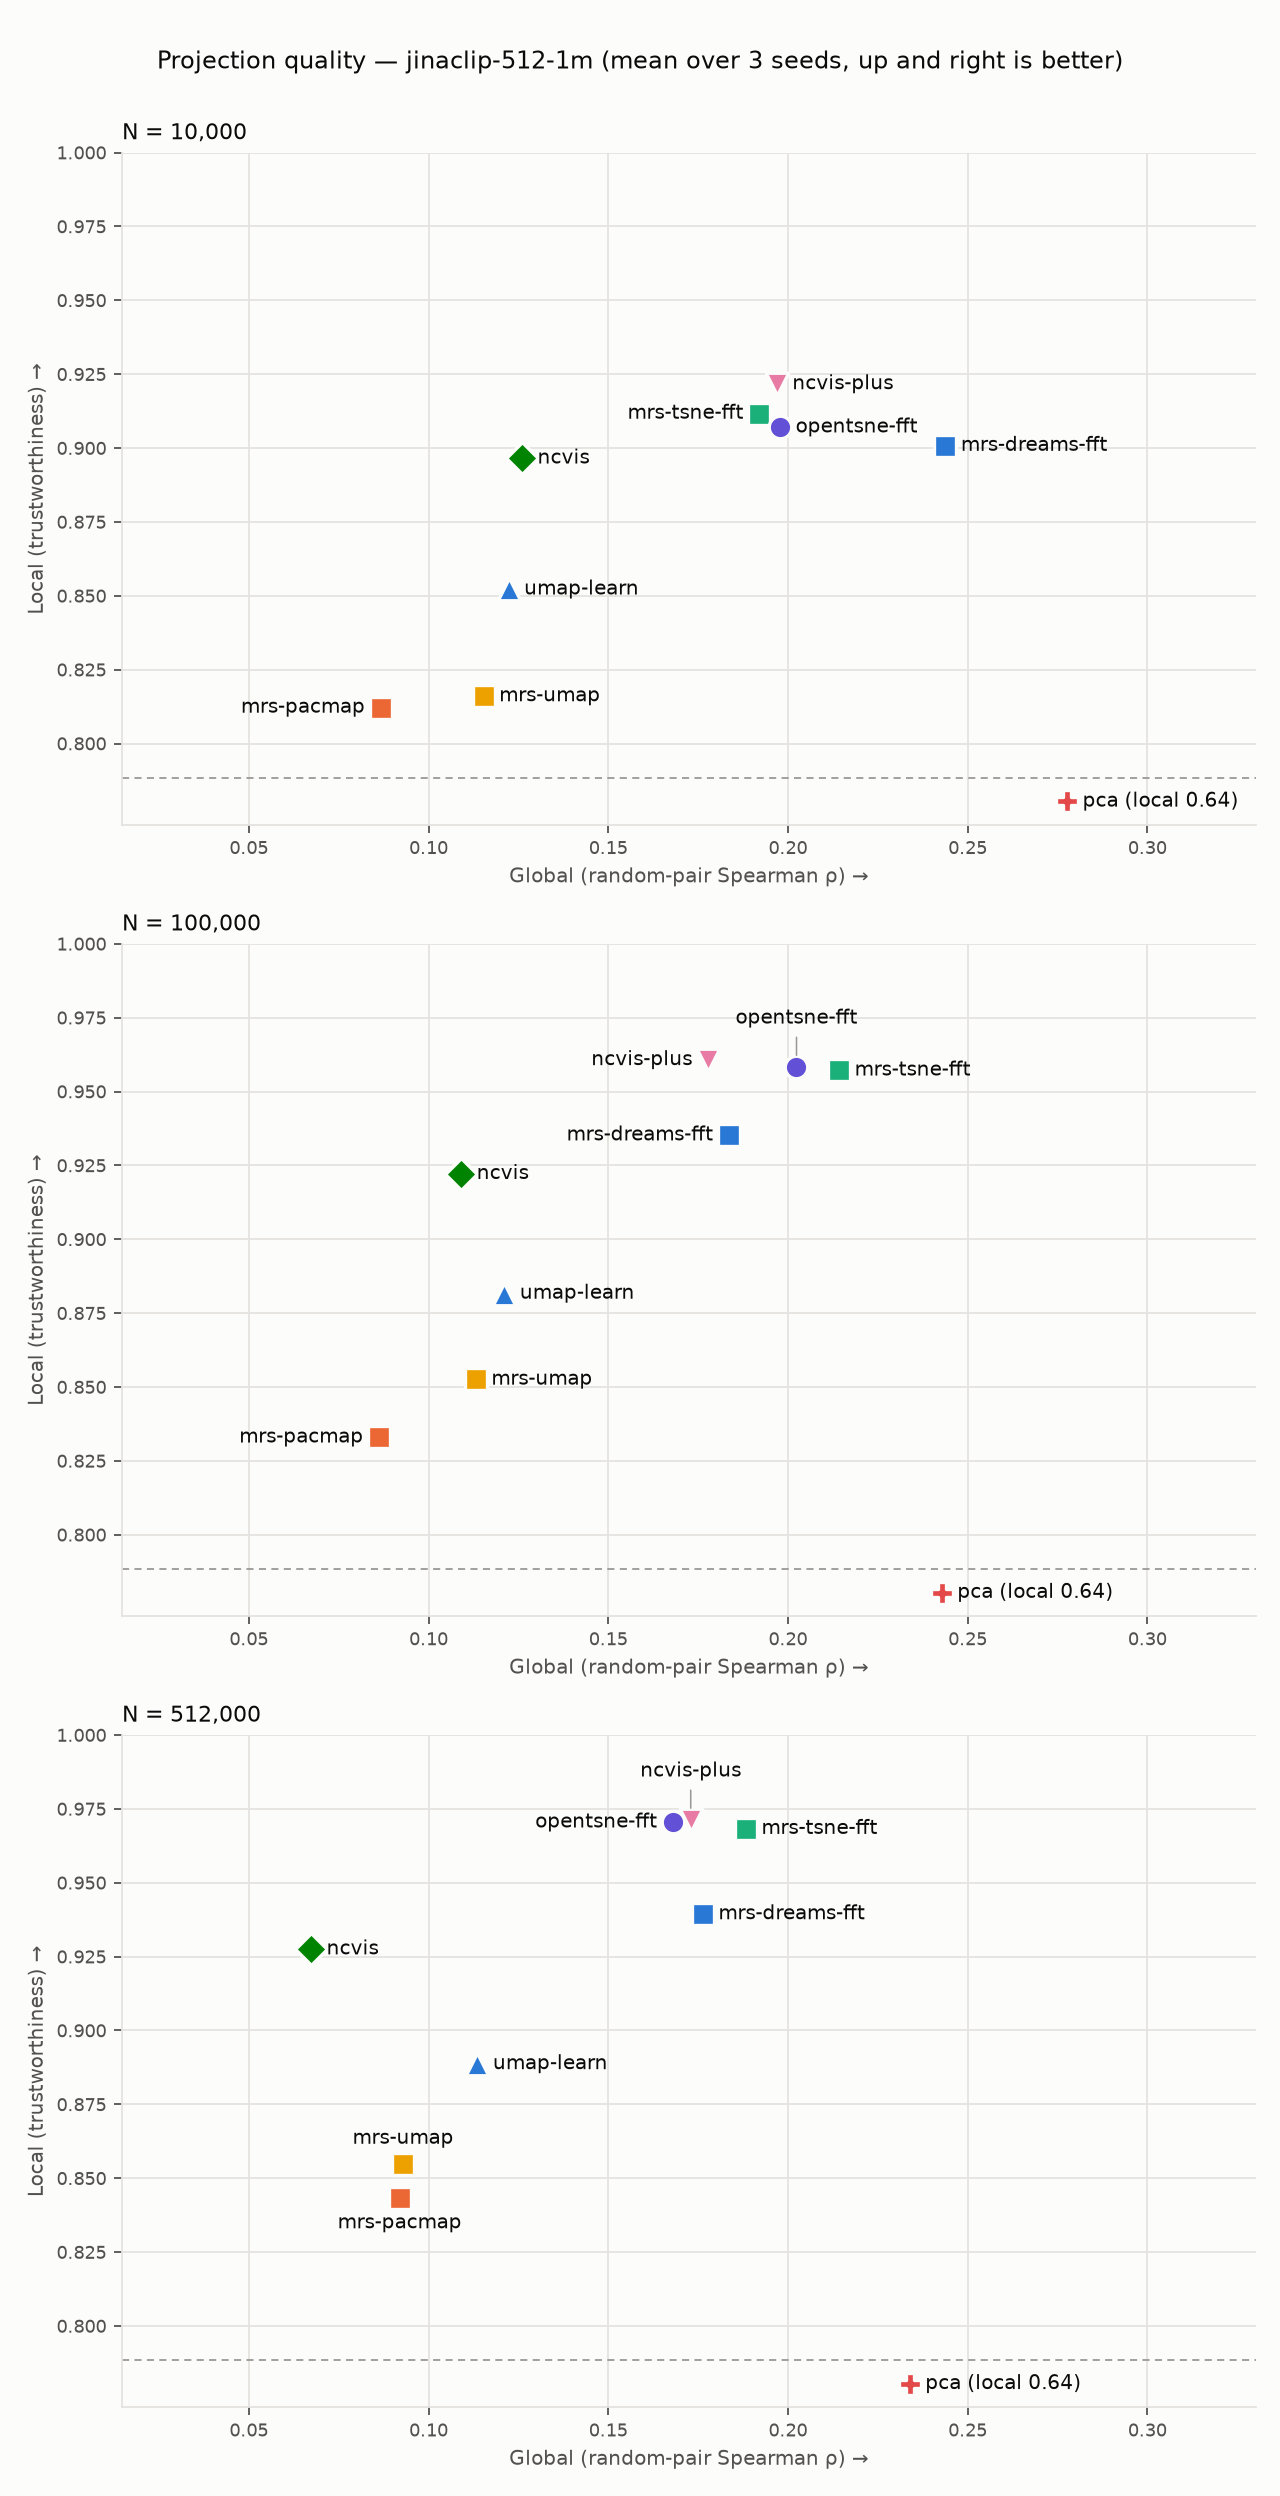 Projection quality — jinaclip-512-1m (mean over 3 seeds, up and right is better)
N = 10,000
1.000
0.975
0.950
0.925
0.900
0.875
0.850
0.825
0.800
Local (trustworthiness) →
ncvis-plus
mrs-tsne-fft
opentsne-fft
mrs-dreams-fft
ncvis
umap-learn
mrs-umap
mrs-pacmap
pca (local 0.64)
0.05 0.10 0.15 0.20 0.25 0.30
Global (random-pair Spearman ρ) →
N = 100,000
1.000
0.975
0.950
0.925
0.900
0.875
0.850
0.825
0.800
Local (trustworthiness) →
opentsne-fft
ncvis-plus
mrs-tsne-fft
mrs-dreams-fft
ncvis
umap-learn
mrs-umap
mrs-pacmap
pca (local 0.64)
0.05 0.10 0.15 0.20 0.25 0.30
Global (random-pair Spearman ρ) →
N = 512,000
1.000
0.975
0.950
0.925
0.900
0.875
0.850
0.825
0.800
Local (trustworthiness) →
ncvis-plus
opentsne-fft
mrs-tsne-fft
mrs-dreams-fft
ncvis
umap-learn
mrs-umap
mrs-pacmap
pca (local 0.64)
0.05 0.10 0.15 0.20 0.25 0.30
Global (random-pair Spearman ρ) →